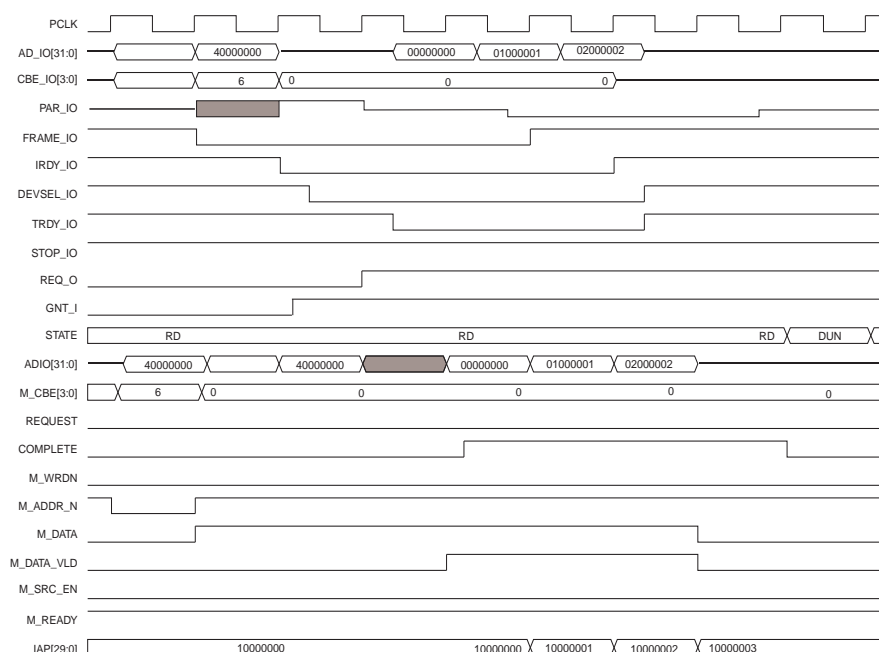 PCLK
AD_IO[31:0] 40000000 00000000 01000001 02000002
CBE_IO[3:0] 6 0 0 0
PAR_IO
FRAME_IO
IRDY_IO
DEVSEL_IO
TRDY_IO
STOP_IO
REQ_O
GNT_I
STATE RD RD RD DUN
ADIO[31:0] 40000000 40000000 00000000 01000001 02000002
M_CBE[3:0] 6 0 0 0 0 0
REQUEST
COMPLETE
M_WRDN
M_ADDR_N
M_DATA
M_DATA_VLD
M_SRC_EN
M_READY
IAP[29:0] 10000000 10000000 10000001 10000002 10000003